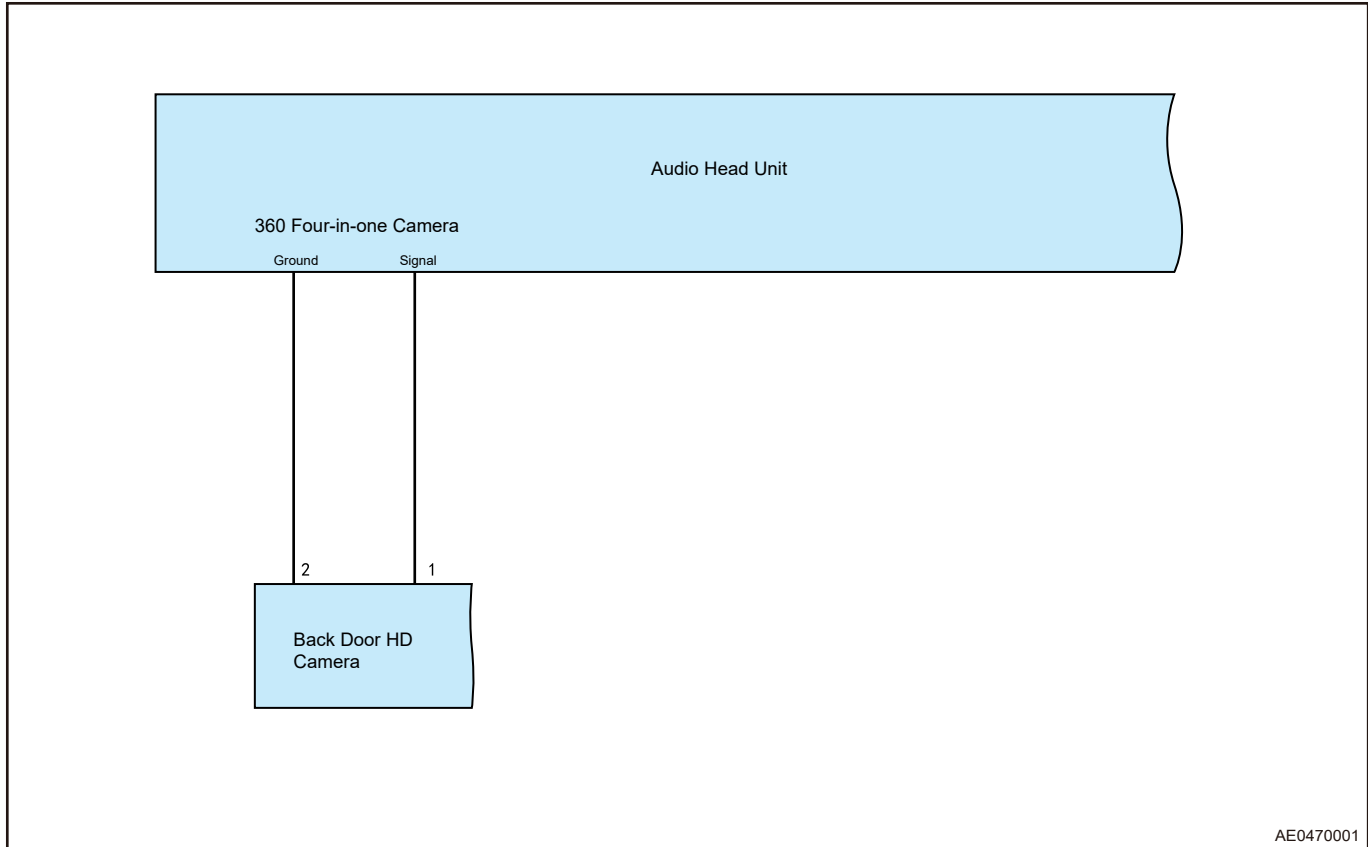 Audio Head Unit
360 Four-in-one Camera
Ground Signal
2 1
Back Door HD
Camera
AE0470001